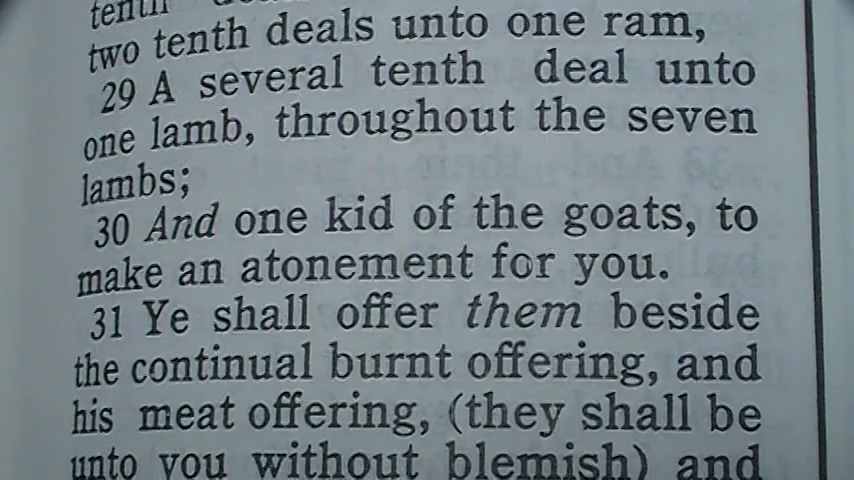 tenth
two tenth deals unto one ram,
29 A several tenth deal unto
one lamb, throughout the seven
lambs;
30 And one kid of the goats, to
make an atonement for you.
31 Ye shall offer them beside
the continual burnt offering, and
his meat offering, (they shall be
unto you without blemish) and